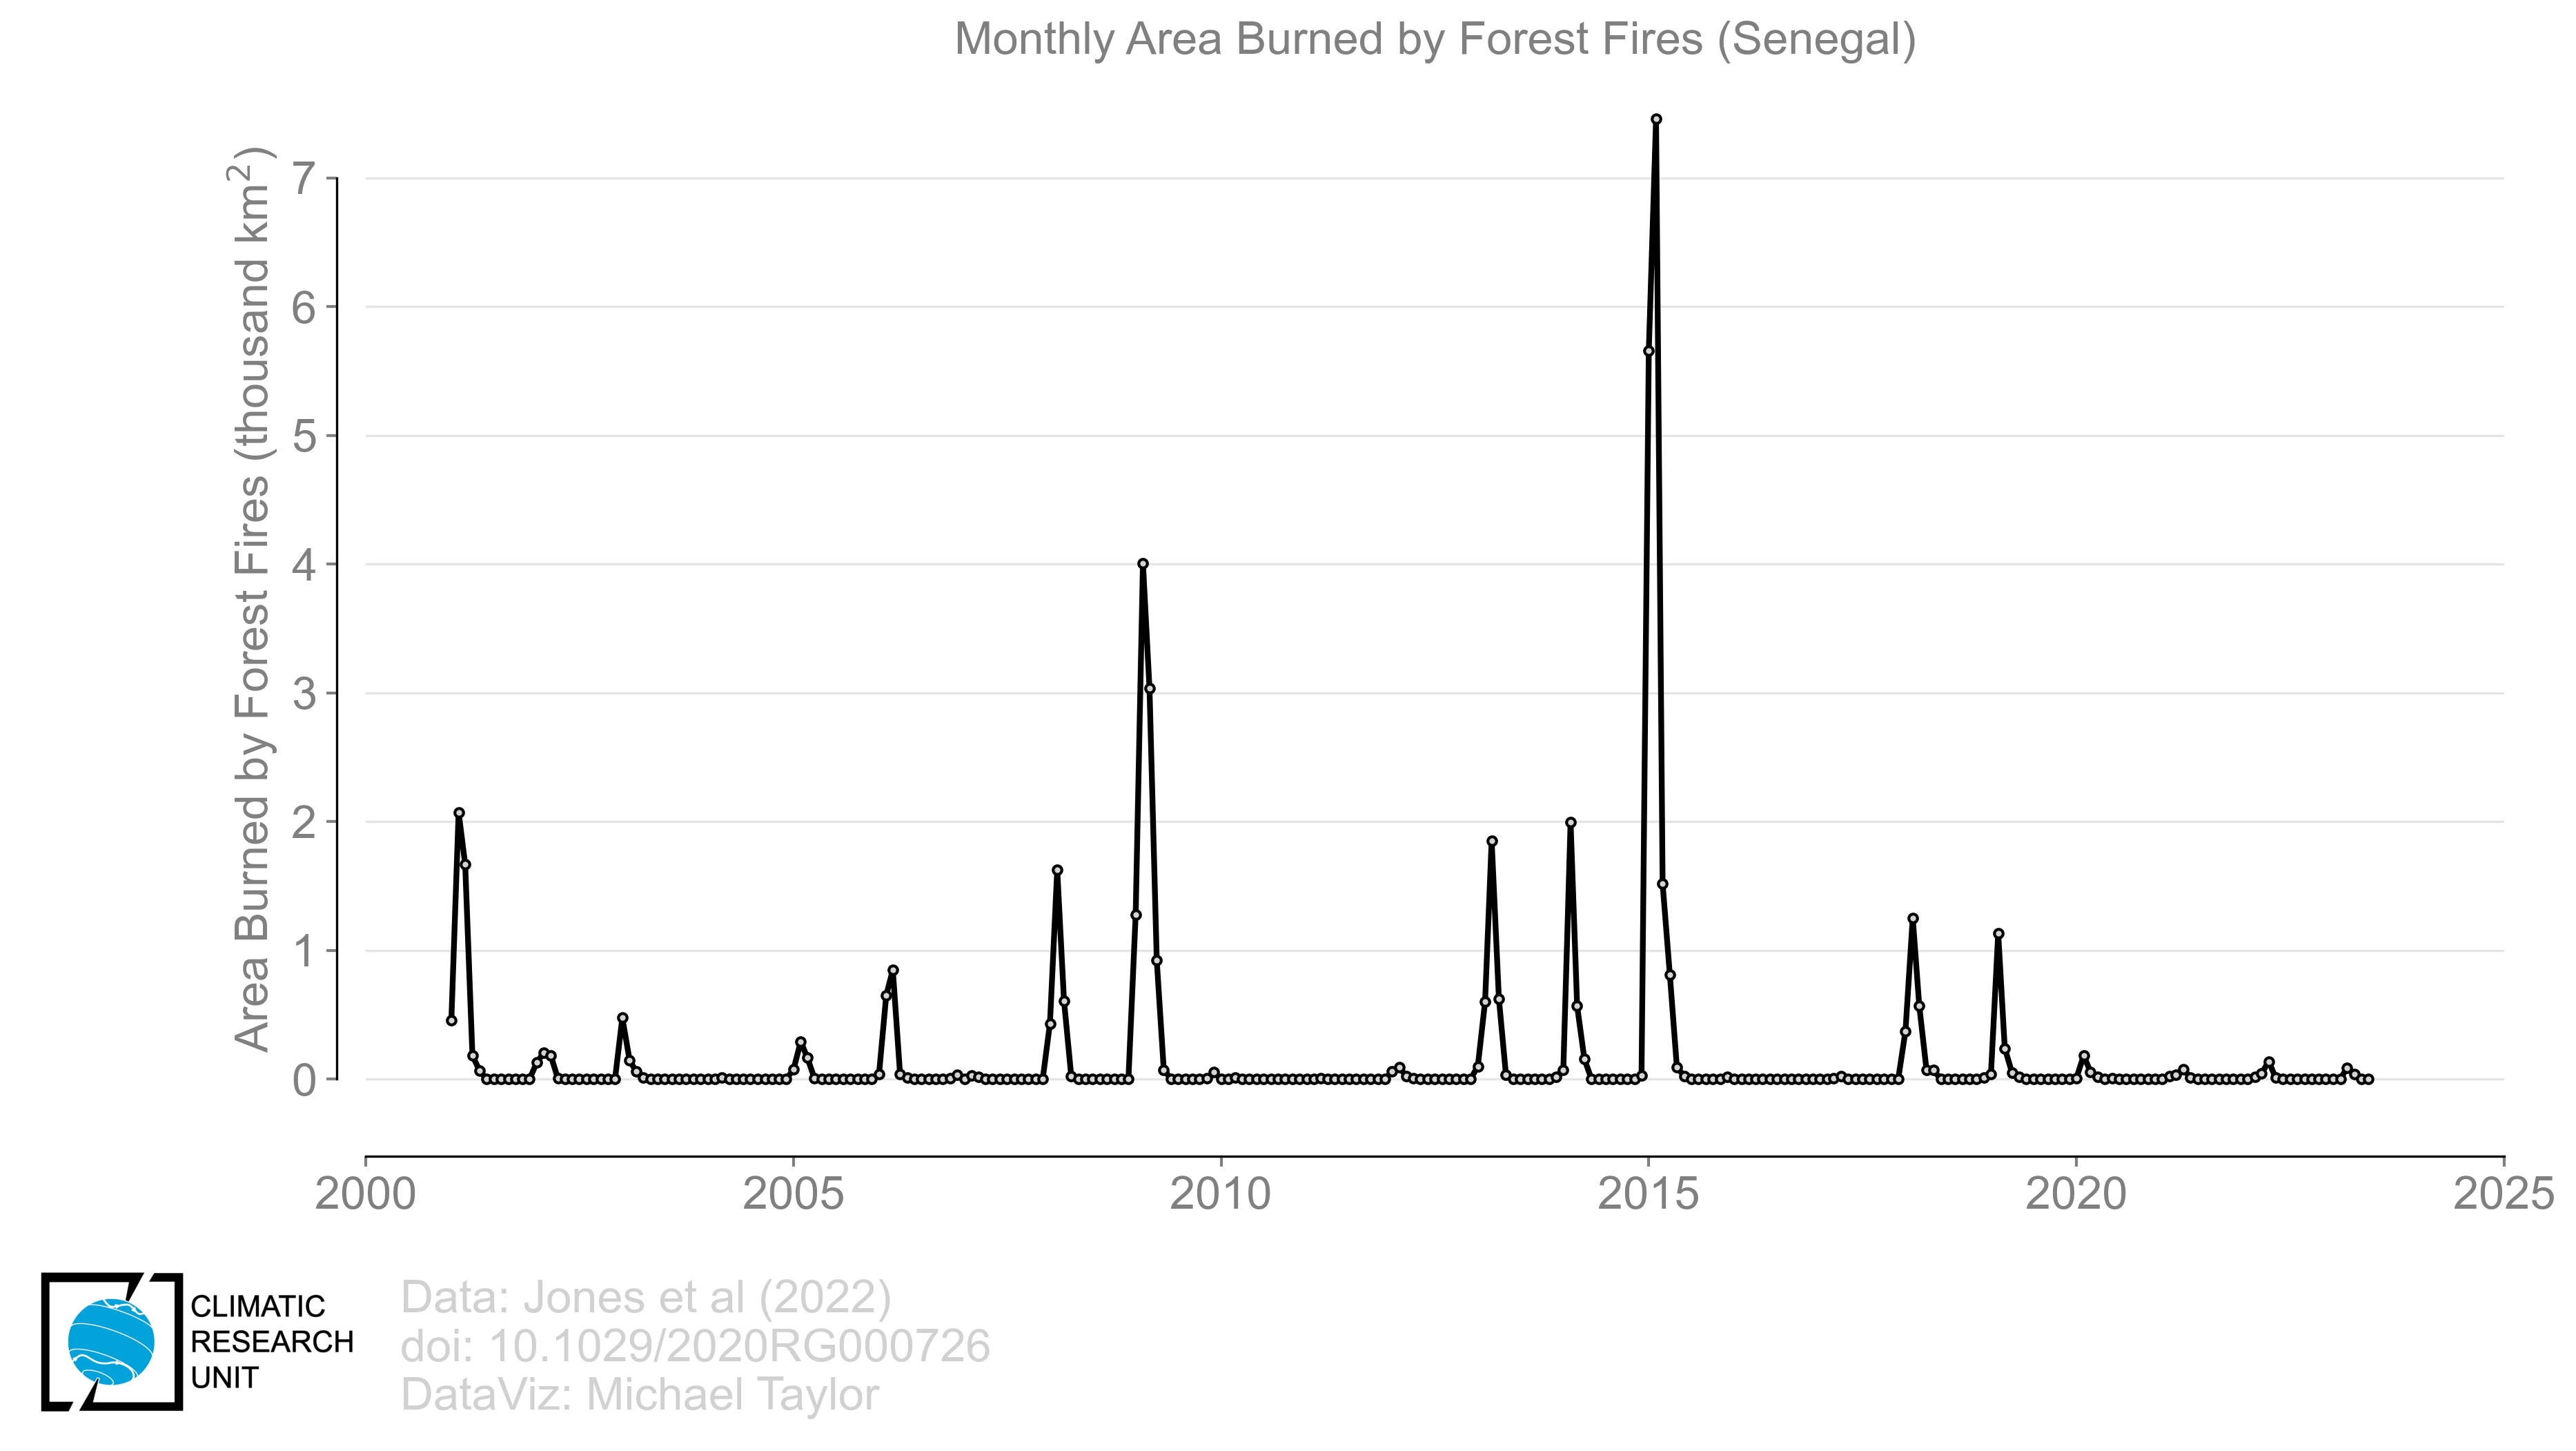 Monthly Area Burned by Forest Fires (Senegal)
Area Burned by Forest Fires (thousand km²)
7
6
5
4
3
2
1
0
2000 2005 2010 2015 2020 2025
CLIMATIC
RESEARCH
UNIT
Data: Jones et al (2022)
doi: 10.1029/2020RG000726
DataViz: Michael Taylor